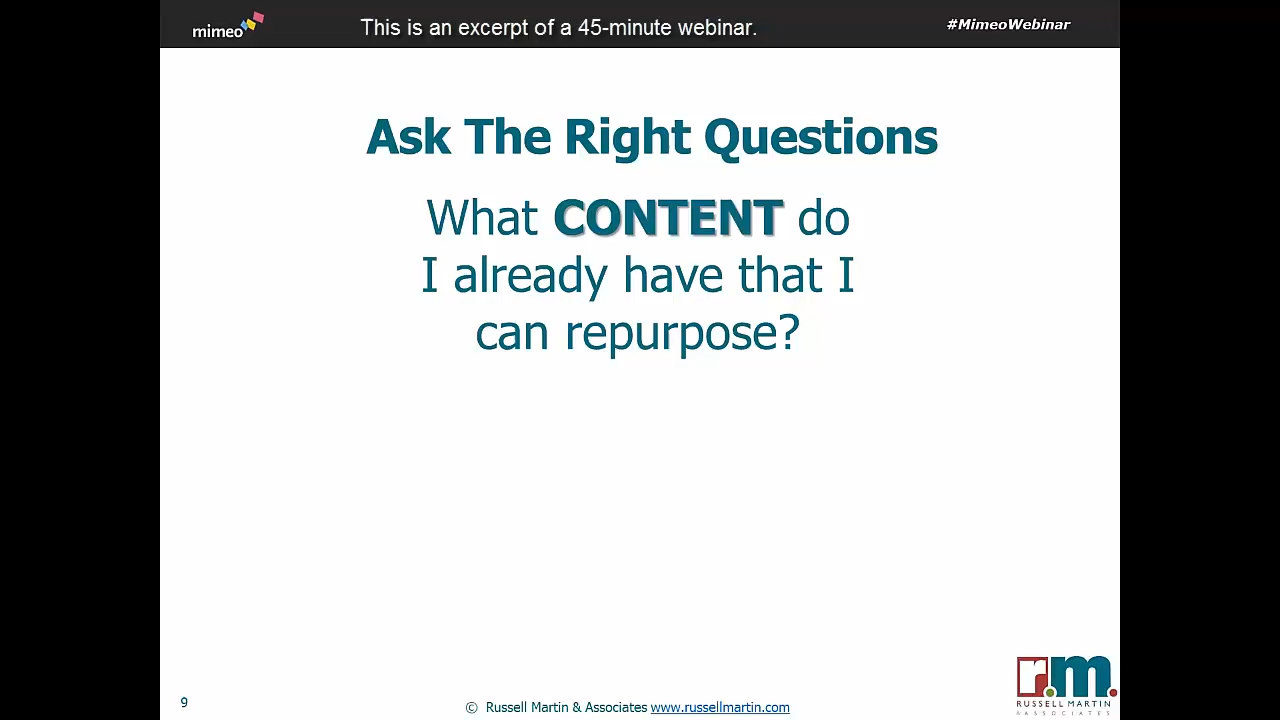 mimeo
This is an excerpt of a 45-minute webinar.
#MimeoWebinar
Ask The Right Questions
What CONTENT do
I already have that I
can repurpose?
9
© Russell Martin & Associates www.russellmartin.com
r.m.
RUSSELL MARTIN
& ASSOCIATES